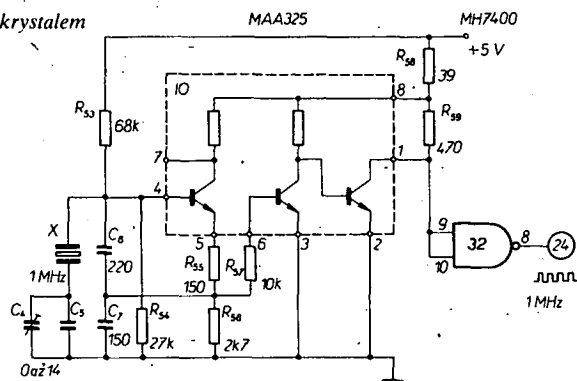 krystalem
MAA325
MH7400
+5 V
R58
39
R53
68k
IO
8
R59
470
7
1
4
X
1 MHz
C6
220
5
6
3
2
R55
150
R57
10k
9
10
32
8
24
1 MHz
C4
C5
C7
150
R54
27k
R56
2k7
0až14